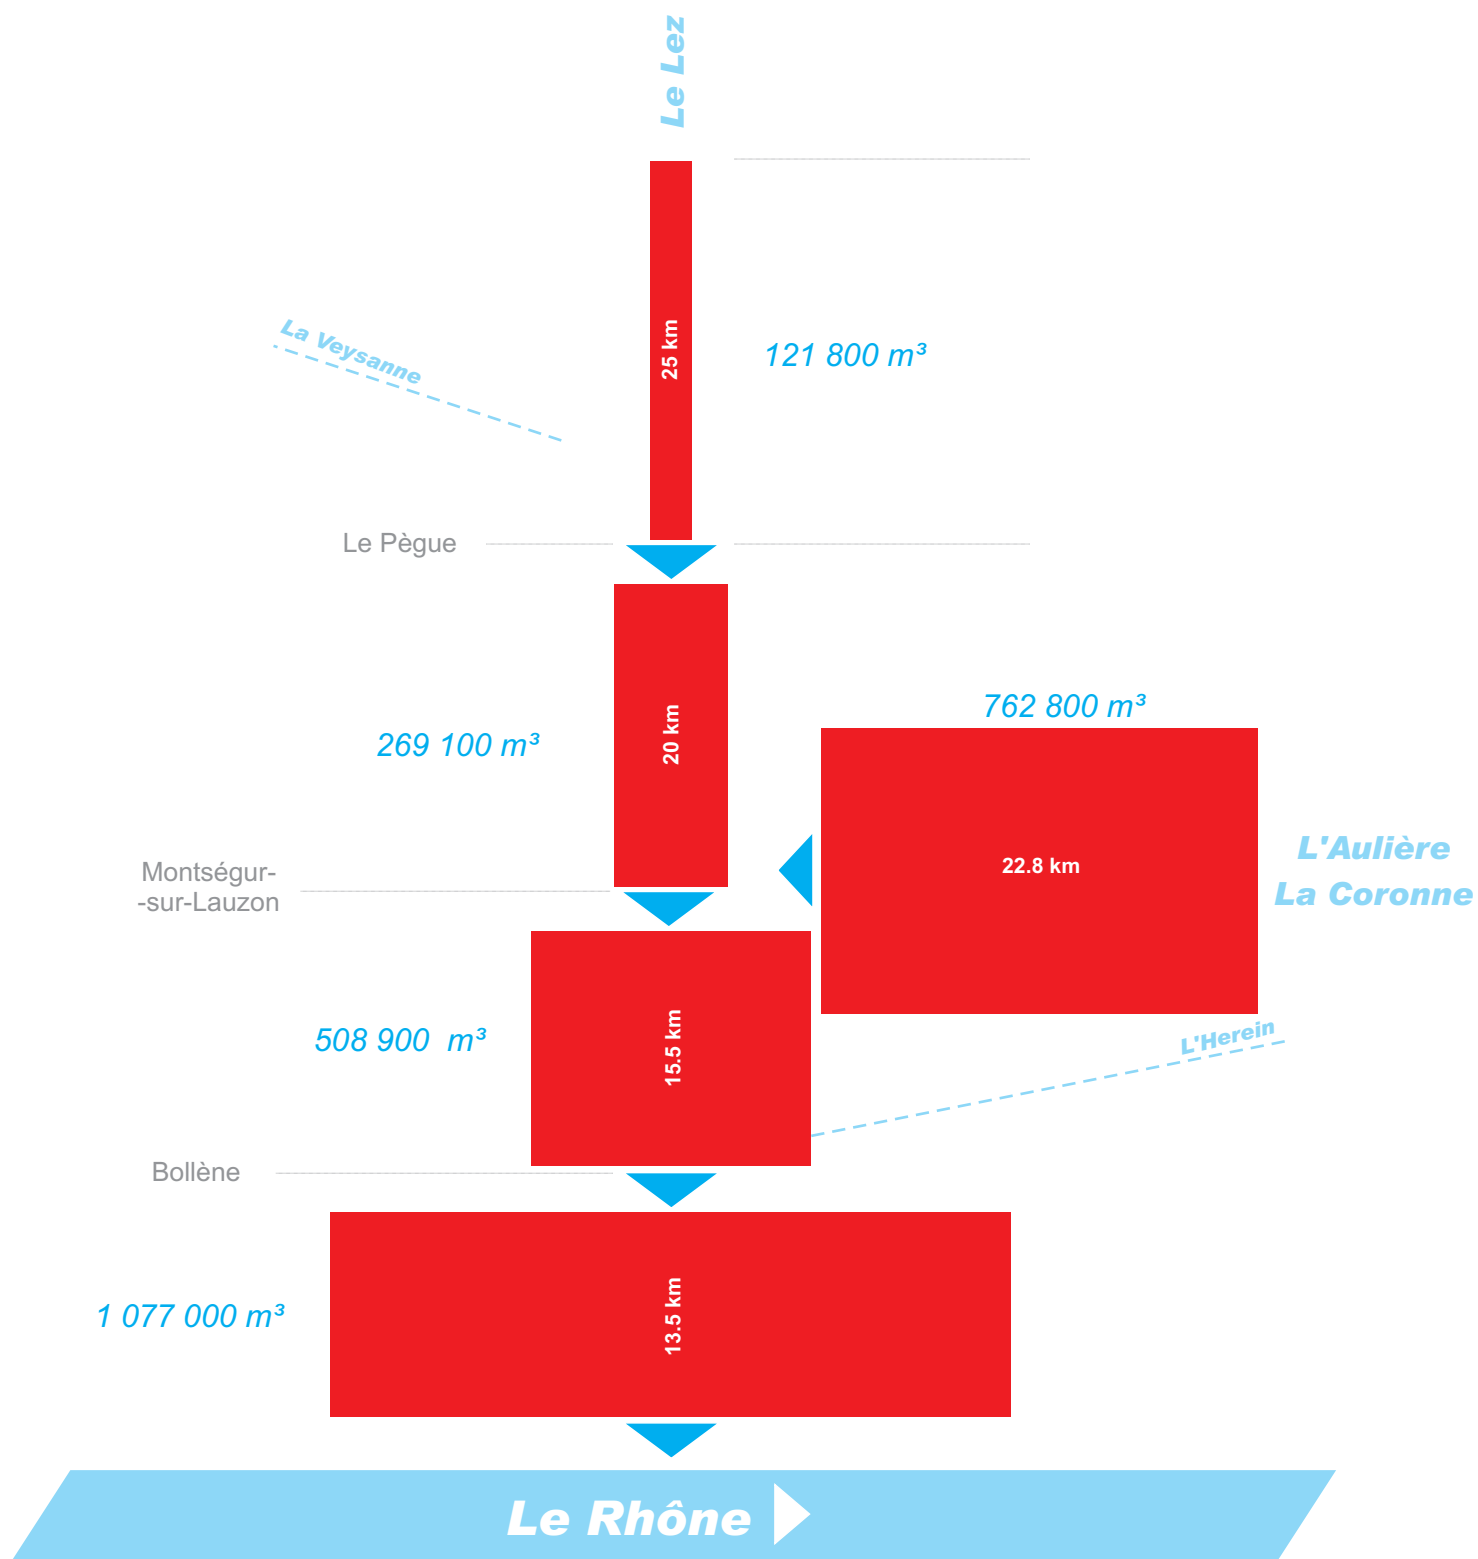 Le Lez
La Veysanne
25 km
121 800 m³
Le Pègue
20 km
269 100 m³
762 800 m³
22.8 km
L'Aulière
La Coronne
Montségur-
-sur-Lauzon
15.5 km
508 900 m³
L'Herein
Bollène
13.5 km
1 077 000 m³
Le Rhône